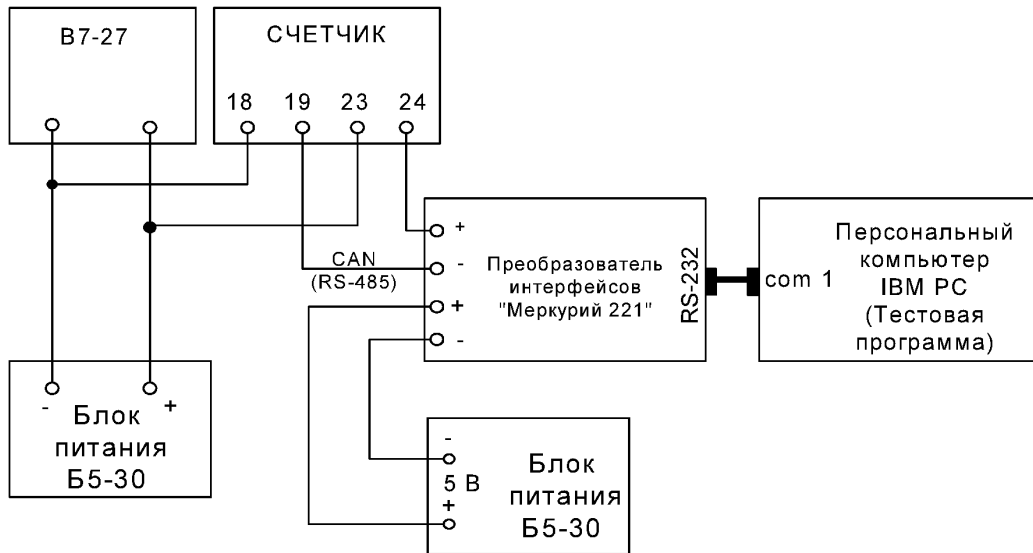 В7-27
СЧЕТЧИК
18 19 23 24
CAN
(RS-485)
+
-
+
-
Преобразователь
интерфейсов
"Меркурий 221"
RS-232
com 1
Персональный
компьютер
IBM PC
(Тестовая
программа)
- +
Блок
питания
Б5-30
-
5 В
+
Блок
питания
Б5-30